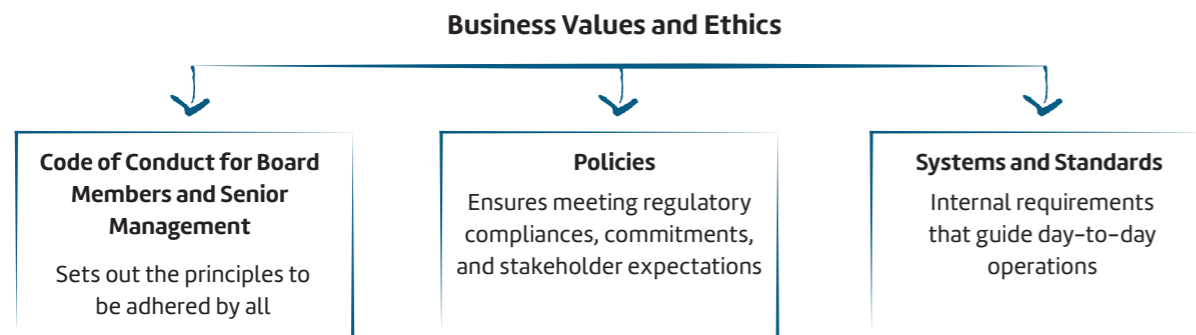 Business Values and Ethics
Code of Conduct for Board
Members and Senior
Management
Sets out the principles to
be adhered by all
Policies
Ensures meeting regulatory
compliances, commitments,
and stakeholder expectations
Systems and Standards
Internal requirements
that guide day-to-day
operations